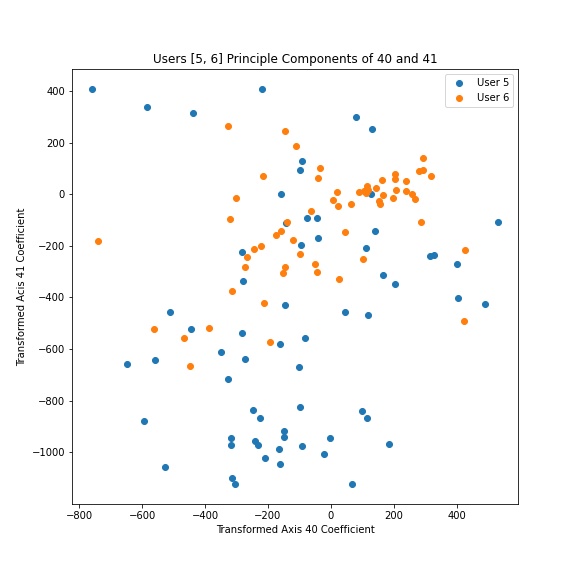 Users [5, 6] Principle Components of 40 and 41
User 5
User 6
400
200
0
−200
−400
−600
−800
−1000
Transformed Acis 41 Coefficient
−800 −600 −400 −200 0 200 400
Transformed Axis 40 Coefficient